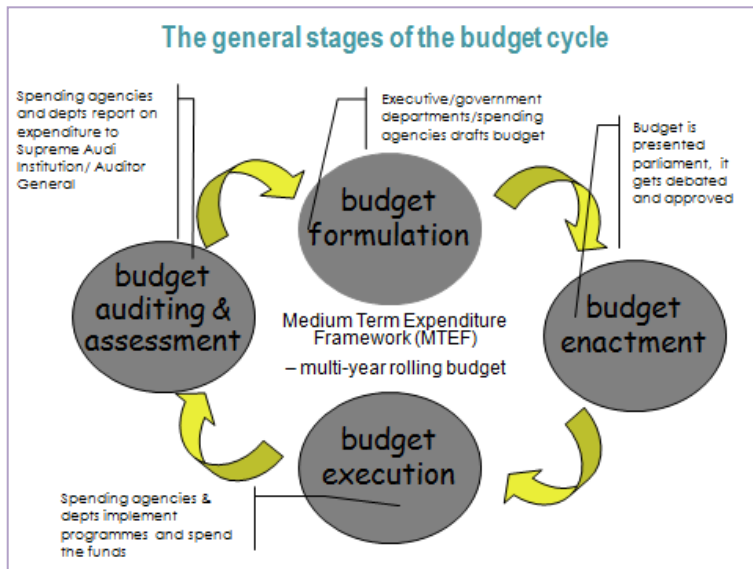 The general stages of the budget cycle
Spending agencies
and depts report on
expenditure to
Supreme Audi
Institution/ Auditor
General
Executive/government
departments/spending
agencies drafts budget
Budget is
presented
parliament, it
gets debated
and approved
budget
formulation
budget
auditing &
assessment
budget
enactment
Medium Term Expenditure
Framework (MTEF)
– multi-year rolling budget
budget
execution
Spending agencies &
depts implement
programmes and spend
the funds